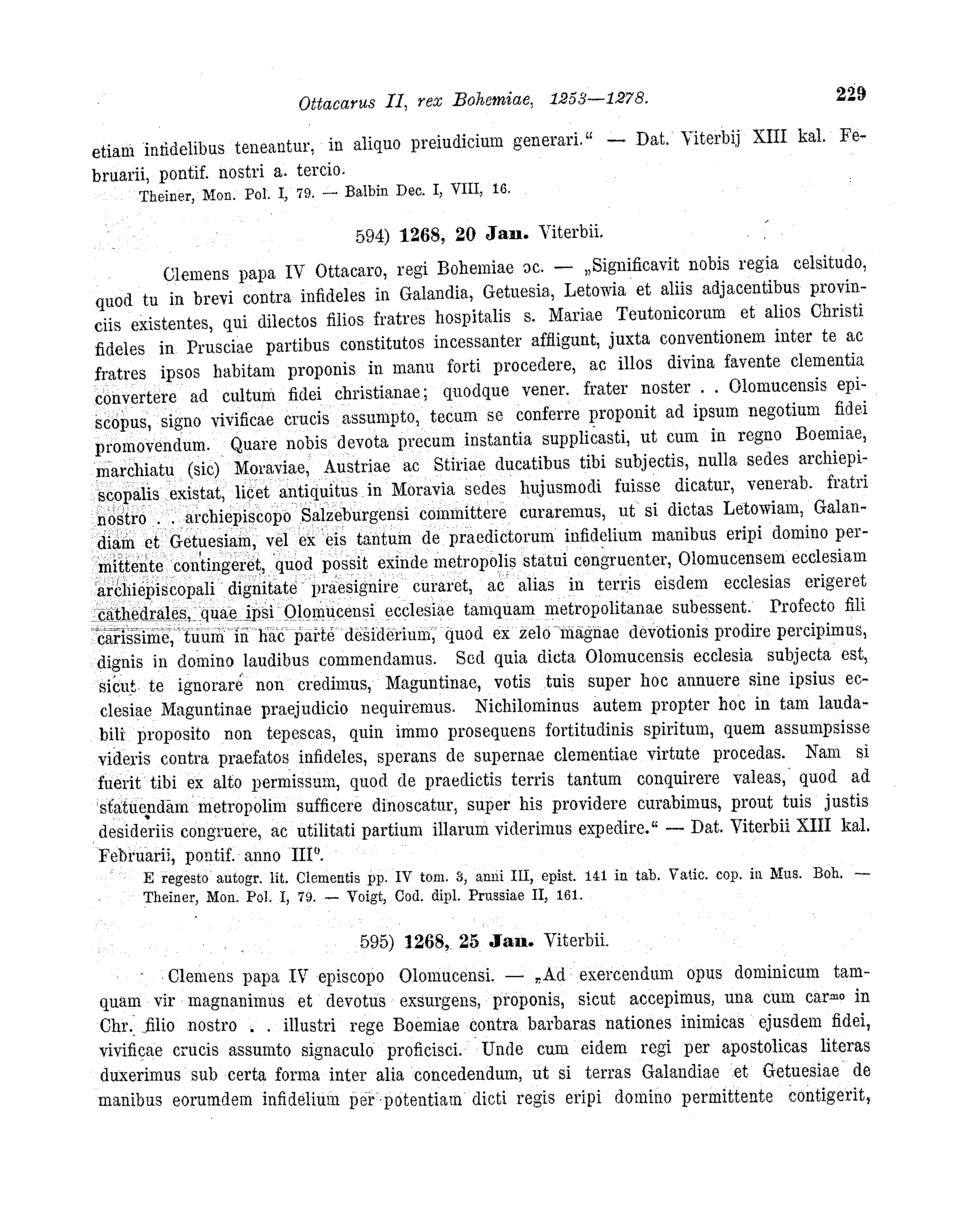 Ottacarus II, rex Bohemiae, 1253—1278.
229
etiam infidelibus teneantur, in aliquo preiudicium generari.“ — Dat. Viterbij XIII kal. Fe-
bruarii, pontif. nostri a. tercio.
Theiner, Mon. Pol. I, 79. — Balbin Dec. I, VIII, 16.
594) 1268, 20 Jan. Viterbii.
Clemens papa IV Ottacaro, regi Bohemiae ɔc. — „Significavit nobis regia celsitudo,
quod tu in brevi contra infideles in Galandia, Getuesia, Letowia et aliis adjacentibus provin-
ciis existentes, qui dilectos filios fratres hospitalis s. Mariae Teutonicorum et alios Christi
fideles in Prusciae partibus constitutos incessanter affligunt, juxta conventionem inter te ac
fratres ipsos habitam proponis in manu forti procedere, ac illos divina favente clementia
convertere ad cultum fidei christianae; quodque vener. frater noster . . Olomucensis epi-
scopus, signo vivificae crucis assumpto, tecum se conferre proponit ad ipsum negotium fidei
promovendum. Quare nobis devota precum instantia supplicasti, ut cum in regno Boemiae,
marchiatu (sic) Moraviae, Austriae ac Stiriae ducatibus tibi subjectis, nulla sedes archiepi-
scopalis existat, licet antiquitus in Moravia sedes hujusmodi fuisse dicatur, venerab. fratri
nostro . . archiepiscopo Salzeburgensi committere curaremus, ut si dictas Letowiam, Galan-
diam et Getuesiam, vel ex eis tantum de praedictorum infidelium manibus eripi domino per-
mittente contingeret, quod possit exinde metropolis statui congruenter, Olomucensem ecclesiam
archiepiscopali dignitate praesignire curaret, ac alias in terris eisdem ecclesias erigeret
cathedrales, quae ipsi Olomucensi ecclesiae tamquam metropolitanae subessent. Profecto fili
carissime, tuum in hac parte desiderium, quod ex zelo magnae devotionis prodire percipimus,
dignis in domino laudibus commendamus. Sed quia dicta Olomucensis ecclesia subjecta est,
sicut te ignorare non credimus, Maguntinae, votis tuis super hoc annuere sine ipsius ec-
clesiae Maguntinae praejudicio nequiremus. Nichilominus autem propter hoc in tam lauda-
bili proposito non tepescas, quin immo prosequens fortitudinis spiritum, quem assumpsisse
videris contra praefatos infideles, sperans de supernae clementiae virtute procedas. Nam si
fuerit tibi ex alto permissum, quod de praedictis terris tantum conquirere valeas, quod ad
statuendam metropolim sufficere dinoscatur, super his providere curabimus, prout tuis justis
desideriis congruere, ac utilitati partium illarum viderimus expedire.“ — Dat. Viterbii XIII kal.
Februarii, pontif. anno III⁰.
E regesto autogr. lit. Clementis pp. IV tom. 3, anni III, epist. 141 in tab. Vatic. cop. in Mus. Boh. —
Theiner, Mon. Pol. I, 79. — Voigt, Cod. dipl. Prussiae II, 161.
595) 1268, 25 Jan. Viterbii.
Clemens papa IV episcopo Olomucensi. — „Ad exercendum opus dominicum tam-
quam vir magnanimus et devotus exsurgens, proponis, sicut accepimus, una cum carmo in
Chr. filio nostro . . illustri rege Boemiae contra barbaras nationes inimicas ejusdem fidei,
vivificae crucis assumto signaculo proficisci. Unde cum eidem regi per apostolicas literas
duxerimus sub certa forma inter alia concedendum, ut si terras Galandiae et Getuesiae de
manibus eorumdem infidelium per potentiam dicti regis eripi domino permittente contigerit,